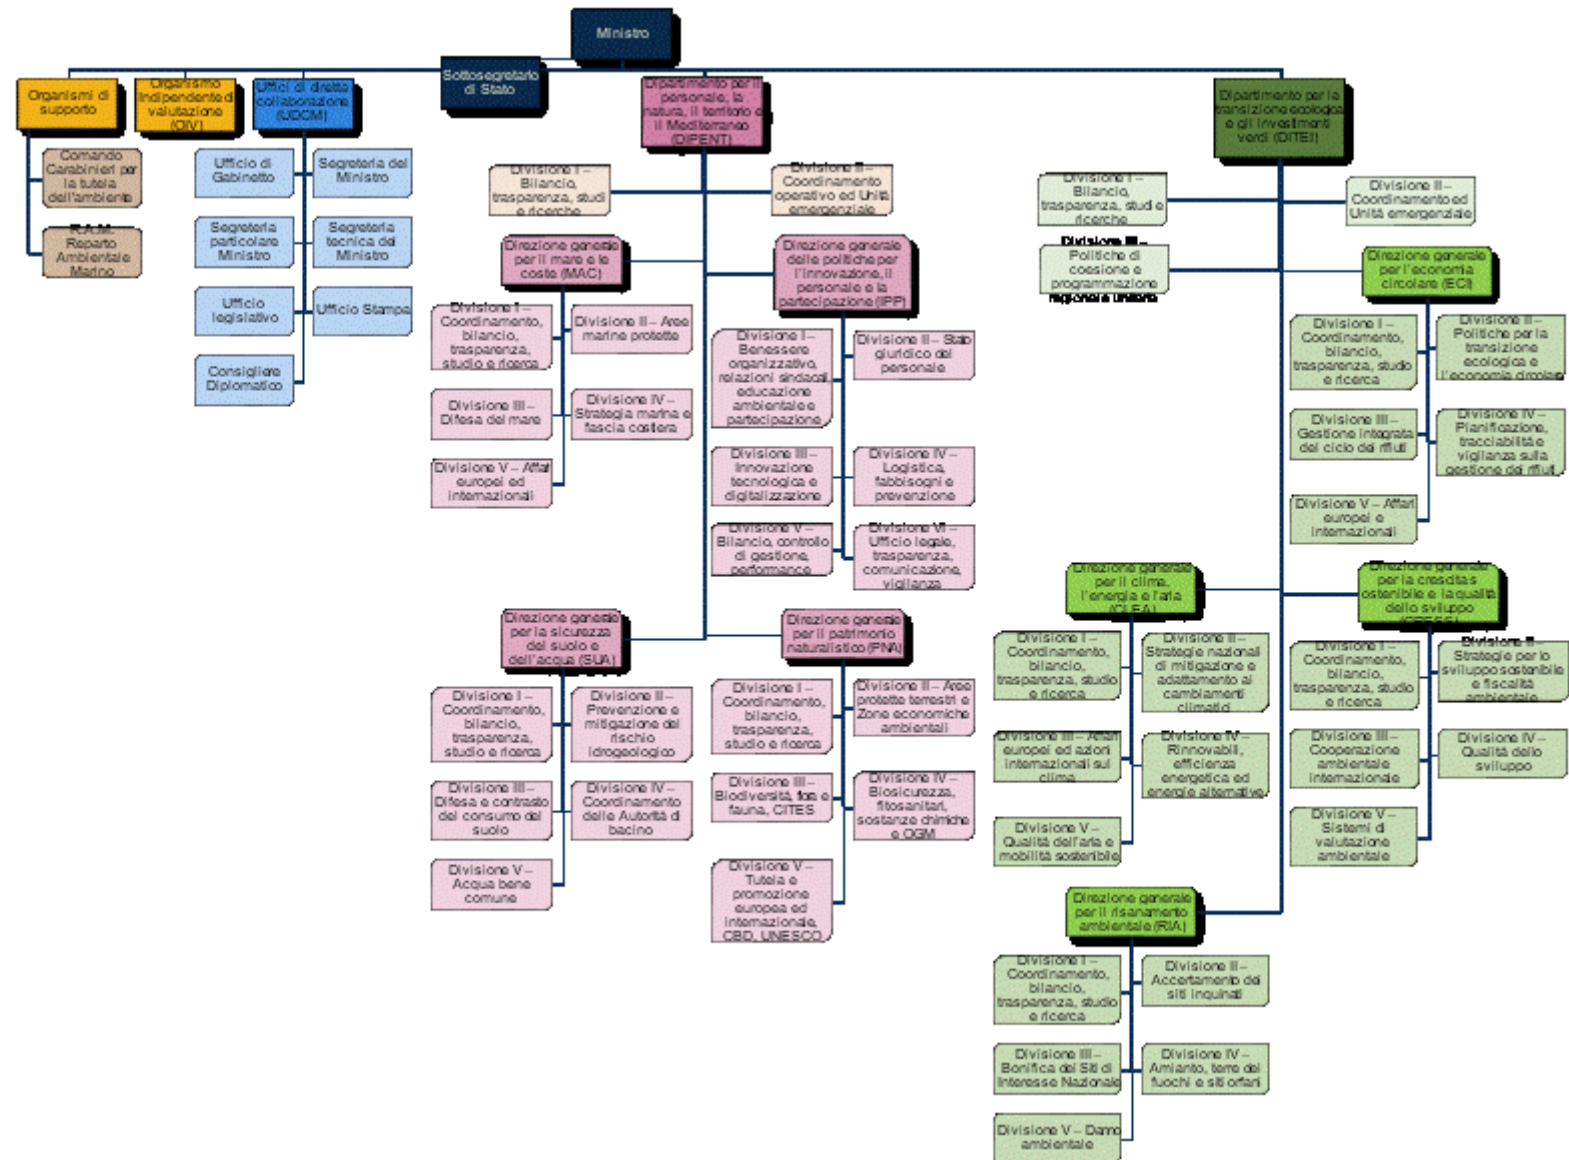 Ministro
Sottosegretario
di Stato
Organismi di
supporto
Comando
Carabinieri per
la tutela
dell'ambiente
R.A.M.
Reparto
Ambientale
Marino
Organismo
Indipendente di
valutazione
(OIV)
Uffici di diretta
collaborazione
(UDCM)
Ufficio di
Gabinetto
Segreteria del
Ministro
Segreteria
particolare
Ministro
Segreteria
tecnica del
Ministro
Ufficio
legislativo
Ufficio Stampa
Consigliere
Diplomatico
Dipartimento per il
personale, la
natura, il territorio e
il Mediterraneo
(DIPENT)
Divisione I –
Bilancio,
trasparenza, studi
e ricerche
Divisione II –
Coordinamento
operativo ed Unità
emergenziale
Direzione generale
per il mare e le
coste (MAC)
Divisione I –
Coordinamento,
bilancio,
trasparenza,
studio e ricerca
Divisione II – Aree
marine protette
Divisione III –
Difesa del mare
Divisione IV –
Strategia marina e
fascia costiera
Divisione V – Affari
europei ed
internazionali
Direzione generale
delle politiche per
l'innovazione, il
personale e la
partecipazione (IPP)
Divisione I –
Benessere
organizzativo,
relazioni sindacali,
educazione
ambientale e
partecipazione
Divisione II – Stato
giuridico del
personale
Divisione III –
Innovazione
tecnologica e
digitalizzazione
Divisione IV –
Logistica,
fabbisogni e
prevenzione
Divisione V –
Bilancio, controllo
di gestione,
performance
Divisione VI –
Ufficio legale,
trasparenza,
comunicazione,
vigilanza
Direzione generale
per la sicurezza
del suolo e
dell'acqua (SUA)
Divisione I –
Coordinamento,
bilancio,
trasparenza,
studio e ricerca
Divisione II –
Prevenzione e
mitigazione del
rischio
idrogeologico
Divisione III –
Difesa e contrasto
del consumo del
suolo
Divisione IV –
Coordinamento
delle Autorità di
bacino
Divisione V –
Acqua bene
comune
Direzione generale
per il patrimonio
naturalistico (PNA)
Divisione I –
Coordinamento,
bilancio,
trasparenza,
studio e ricerca
Divisione II – Aree
protette terrestri e
Zone economiche
ambientali
Divisione III –
Biodiversità, flora e
fauna, CITES
Divisione IV –
Biosicurezza,
fitosanitari,
sostanze chimiche
e OGM
Divisione V –
Tutela e
promozione
europea ed
internazionale,
CBD, UNESCO
Dipartimento per la
transizione ecologica
e gli investimenti
verdi (DITEI)
Divisione I –
Bilancio,
trasparenza, studi e
ricerche
Divisione II –
Coordinamento ed
Unità emergenziale
Divisione III –
Politiche di
coesione e
programmazione
regionale unitaria
Direzione generale
per l'economia
circolare (ECI)
Divisione I –
Coordinamento,
bilancio,
trasparenza, studio
e ricerca
Divisione II –
Politiche per la
transizione
ecologica e
l'economia circolare
Divisione III –
Gestione integrata
del ciclo dei rifiuti
Divisione IV –
Pianificazione,
tracciabilità e
vigilanza sulla
gestione dei rifiuti
Divisione V – Affari
europei e
internazionali
Direzione generale
per il clima,
l'energia e l'aria
(CLEA)
Divisione I –
Coordinamento,
bilancio,
trasparenza, studio
e ricerca
Divisione II –
Strategie nazionali
di mitigazione e
adattamento ai
cambiamenti
climatici
Divisione III – Affari
europei ed azioni
internazionali sul
clima
Divisione IV –
Rinnovabili,
efficienza
energetica ed
energie alternative
Divisione V –
Qualità dell'aria e
mobilità sostenibile
Direzione generale
per la crescita s
ostenibile e la qualità
dello sviluppo
(CRESS)
Divisione I –
Coordinamento,
bilancio,
trasparenza, studio
e ricerca
Divisione II –
Strategie per lo
sviluppo sostenibile
e fiscalità
ambientale
Divisione III –
Cooperazione
ambientale
internazionale
Divisione IV –
Qualità dello
sviluppo
Divisione V –
Sistemi di
valutazione
ambientale
Direzione generale
per il risanamento
ambientale (RIA)
Divisione I –
Coordinamento,
bilancio,
trasparenza, studio
e ricerca
Divisione II –
Accertamento dei
siti inquinati
Divisione III –
Bonifica dei Siti di
Interesse Nazionale
Divisione IV –
Amianto, terre dei
fuochi e siti orfani
Divisione V – Danno
ambientale